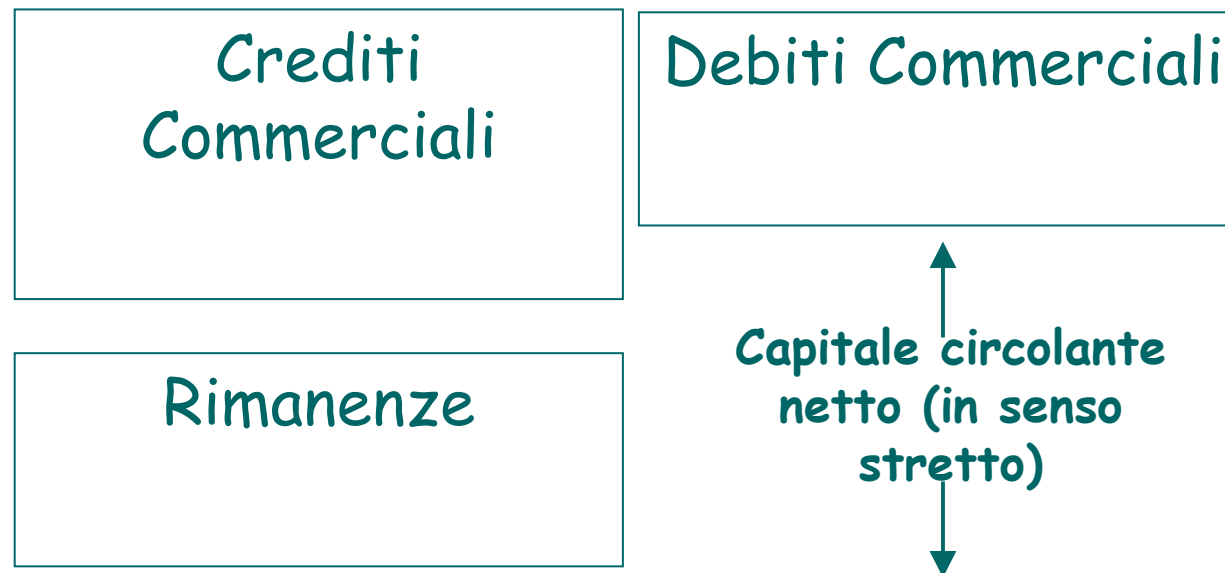 Crediti
Commerciali
Debiti Commerciali
Rimanenze
Capitale circolante
netto (in senso
stretto)